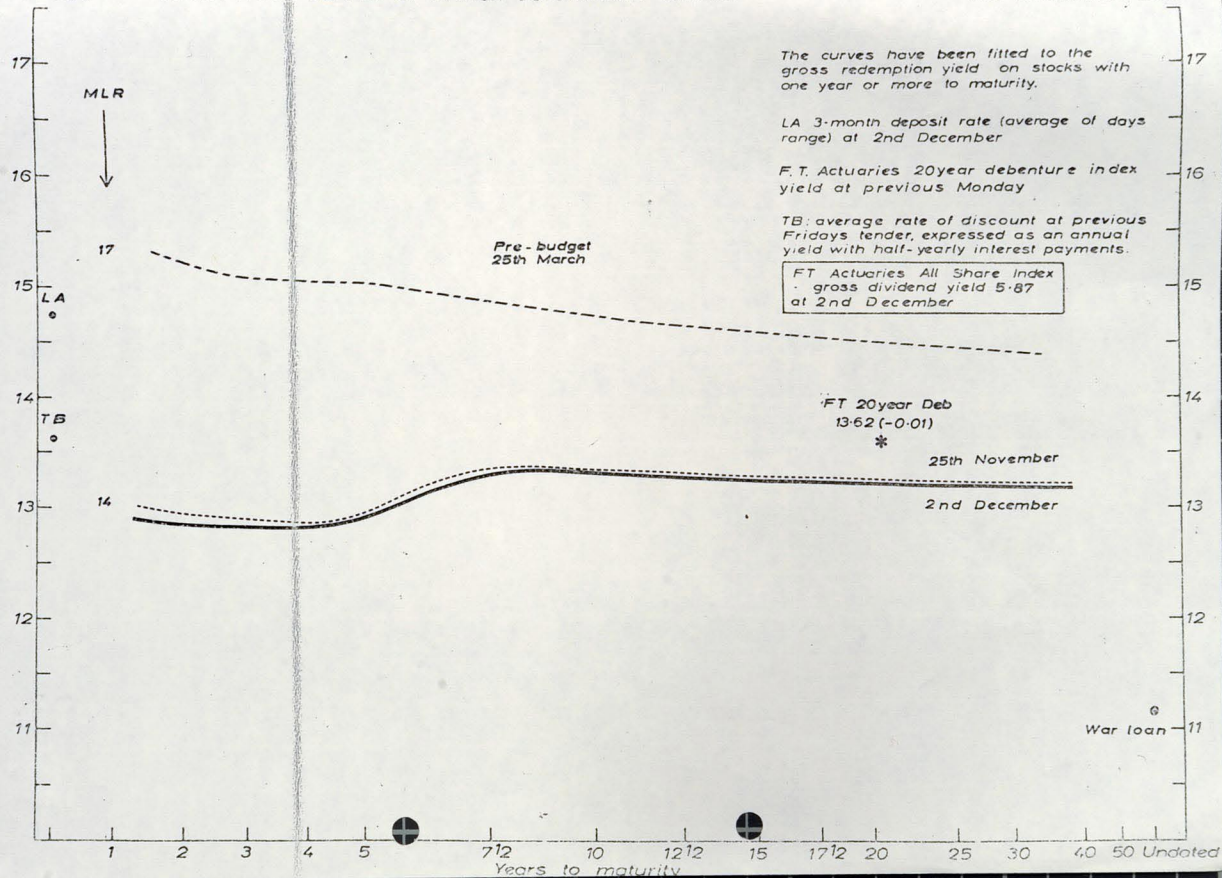 17
16
15
14
13
12
11
MLR
17
LA
TB
14
Pre-budget
25th March
The curves have been fitted to the
gross redemption yield on stocks with
one year or more to maturity.
LA 3-month deposit rate (average of days
range) at 2nd December
F.T. Actuaries 20year debenture index
yield at previous Monday
TB: average rate of discount at previous
Fridays tender, expressed as an annual
yield with half-yearly interest payments.
FT Actuaries All Share Index
- gross dividend yield 5·87
at 2nd December
FT 20year Deb
13·62 (-0·01)
*
25th November
2nd December
War loan
17
16
15
14
13
12
11
1 2 3 4 5 7½ 10 12½ 15 17½ 20 25 30 40 50 Undated
Years to maturity